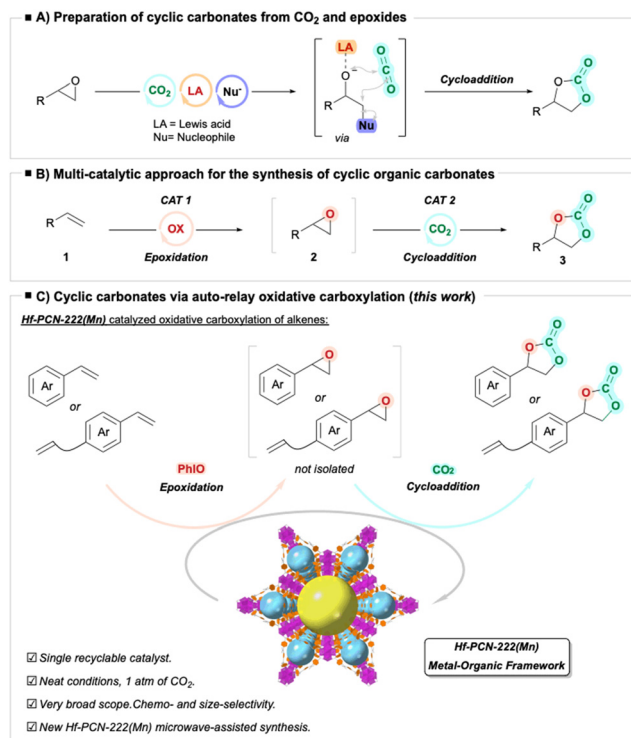 ■ A) Preparation of cyclic carbonates from CO2 and epoxides
O
R
CO2 LA Nu-
LA = Lewis acid
Nu= Nucleophile
LA
O-
O
C
O
R
Nu
via
Cycloaddition
O
O
C
O
R
■ B) Multi-catalytic approach for the synthesis of cyclic organic carbonates
R
1
CAT 1
OX
Epoxidation
O
R
2
CAT 2
CO2
Cycloaddition
O
O
C
O
R
3
■ C) Cyclic carbonates via auto-relay oxidative carboxylation (this work)
Hf-PCN-222(Mn) catalyzed oxidative carboxylation of alkenes:
Ar
or
Ar
PhIO
Epoxidation
O
Ar
or
O
Ar
not isolated
CO2
Cycloaddition
O
O
C
O
Ar
or
O
O
C
O
Ar
Hf-PCN-222(Mn)
Metal-Organic Framework
☑ Single recyclable catalyst.
☑ Neat conditions, 1 atm of CO2.
☑ Very broad scope.Chemo- and size-selectivity.
☑ New Hf-PCN-222(Mn) microwave-assisted synthesis.